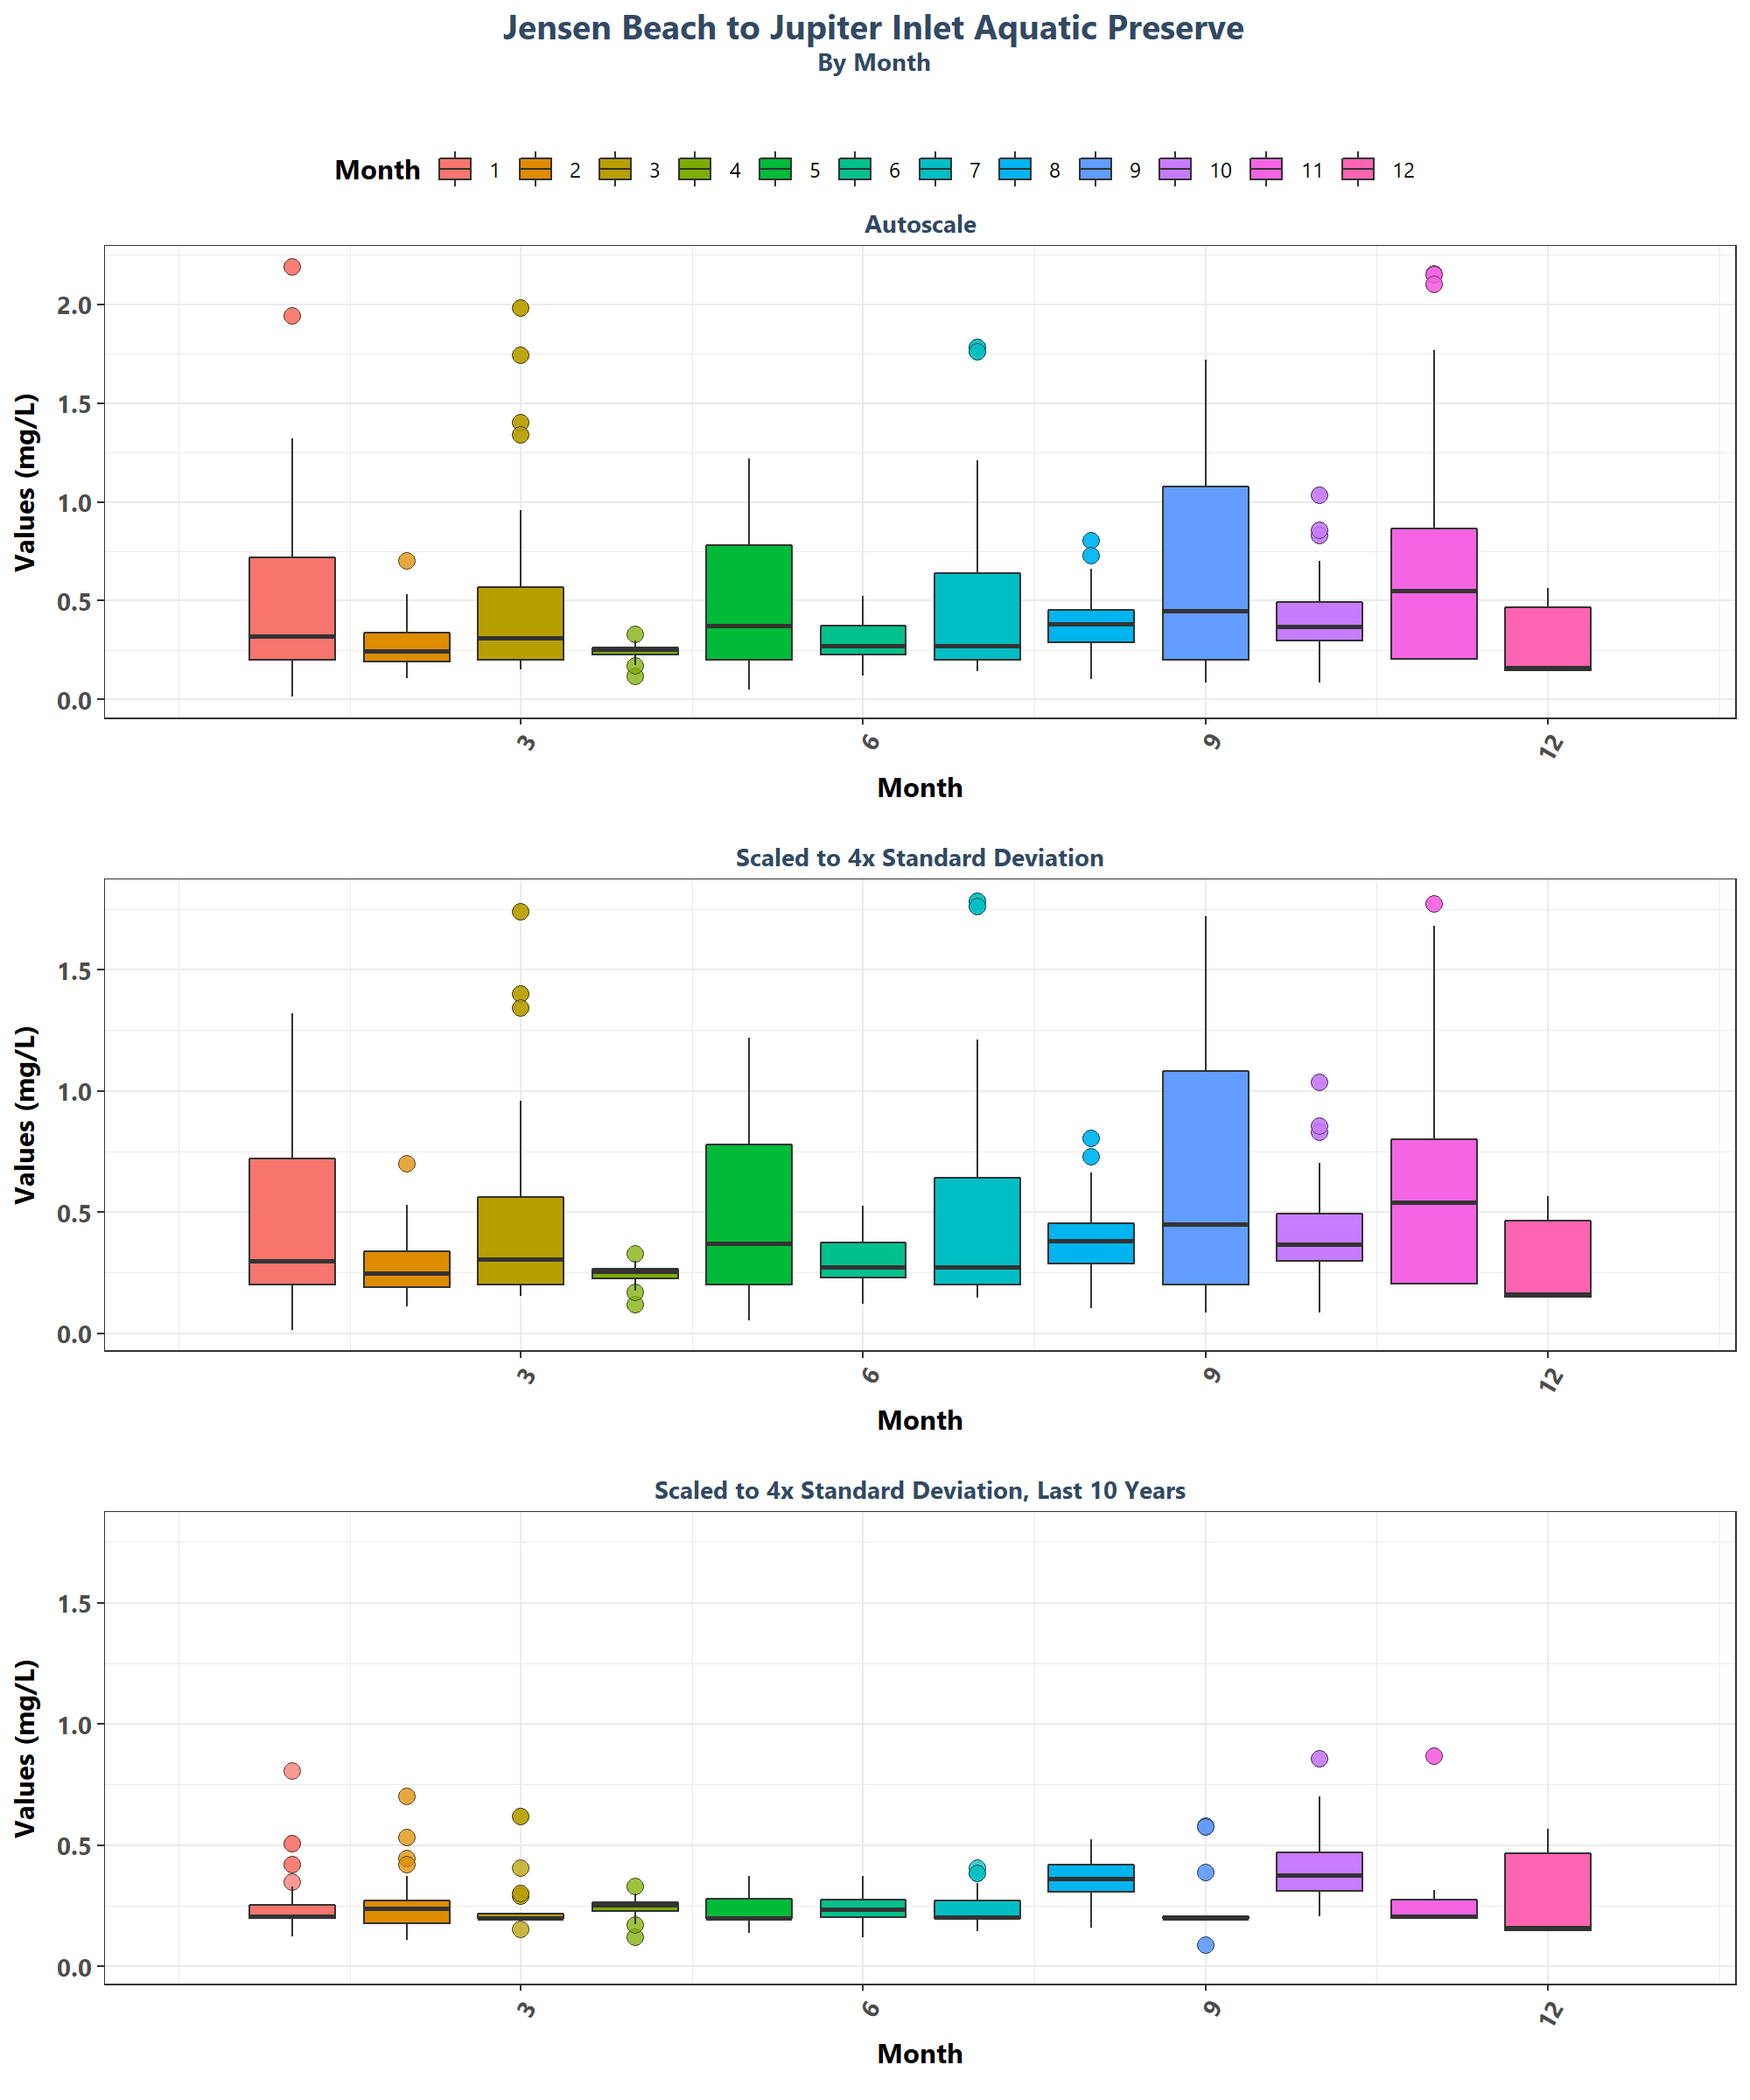 Jensen Beach to Jupiter Inlet Aquatic Preserve
By Month
Month 1 2 3 4 5 6 7 8 9 10 11 12
Autoscale
Values (mg/L)
2.0
1.5
1.0
0.5
0.0
3 6 9 12
Month
Scaled to 4x Standard Deviation
Values (mg/L)
1.5
1.0
0.5
0.0
3 6 9 12
Month
Scaled to 4x Standard Deviation, Last 10 Years
Values (mg/L)
1.5
1.0
0.5
0.0
3 6 9 12
Month